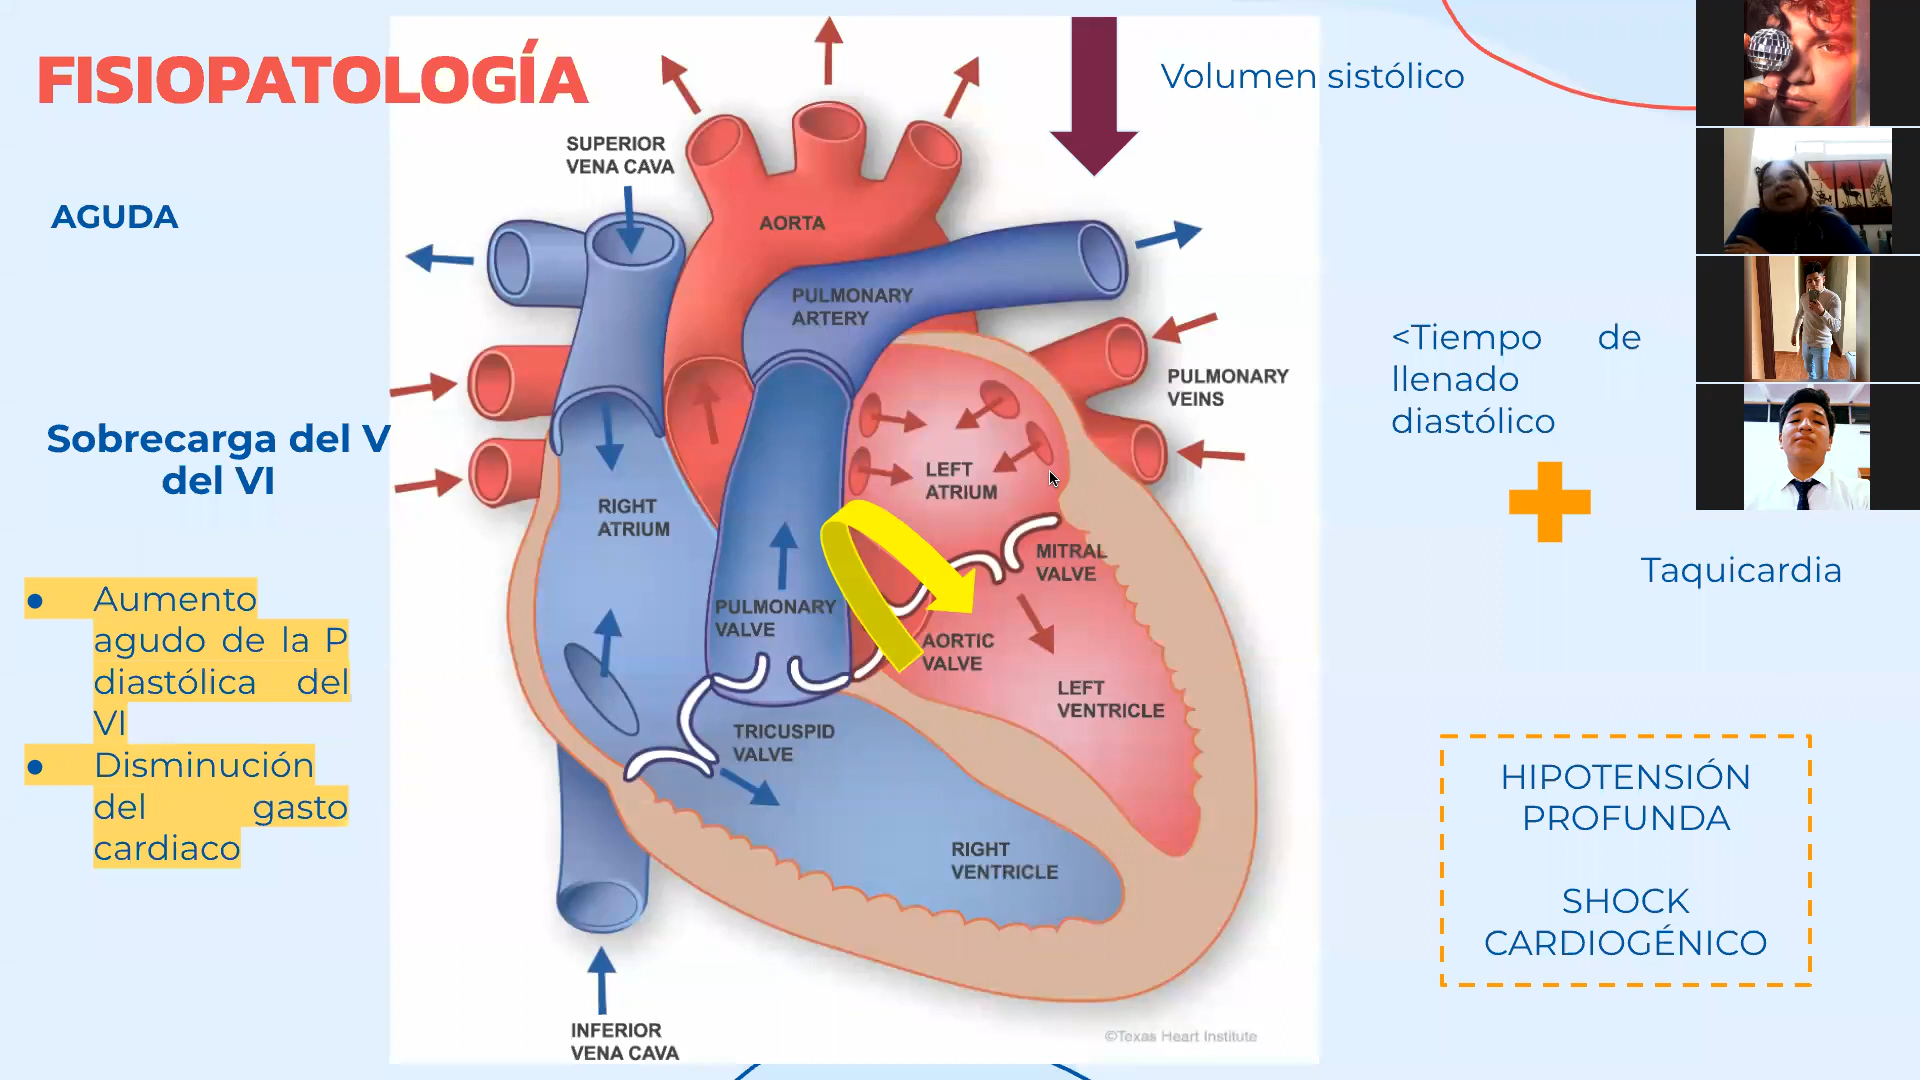 FISIOPATOLOGÍA
AGUDA
Sobrecarga del V
del VI
● Aumento
agudo de la P
diastólica del
VI
● Disminución
del gasto
cardiaco
SUPERIOR
VENA CAVA
AORTA
PULMONARY
ARTERY
PULMONARY
VEINS
LEFT
ATRIUM
RIGHT
ATRIUM
MITRAL
VALVE
PULMONARY
VALVE
AORTIC
VALVE
LEFT
VENTRICLE
TRICUSPID
VALVE
RIGHT
VENTRICLE
INFERIOR
VENA CAVA
©Texas Heart Institute
Volumen sistólico
<Tiempo de
llenado
diastólico
Taquicardia
HIPOTENSIÓN
PROFUNDA
SHOCK
CARDIOGÉNICO